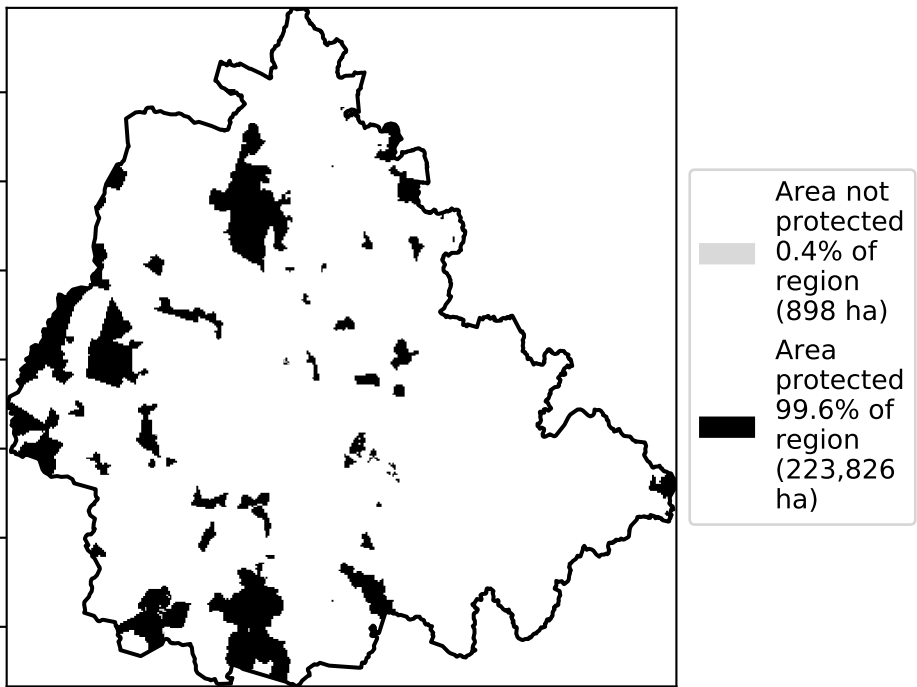 Area not
protected
0.4% of
region
(898 ha)
Area
protected
99.6% of
region
(223,826
ha)